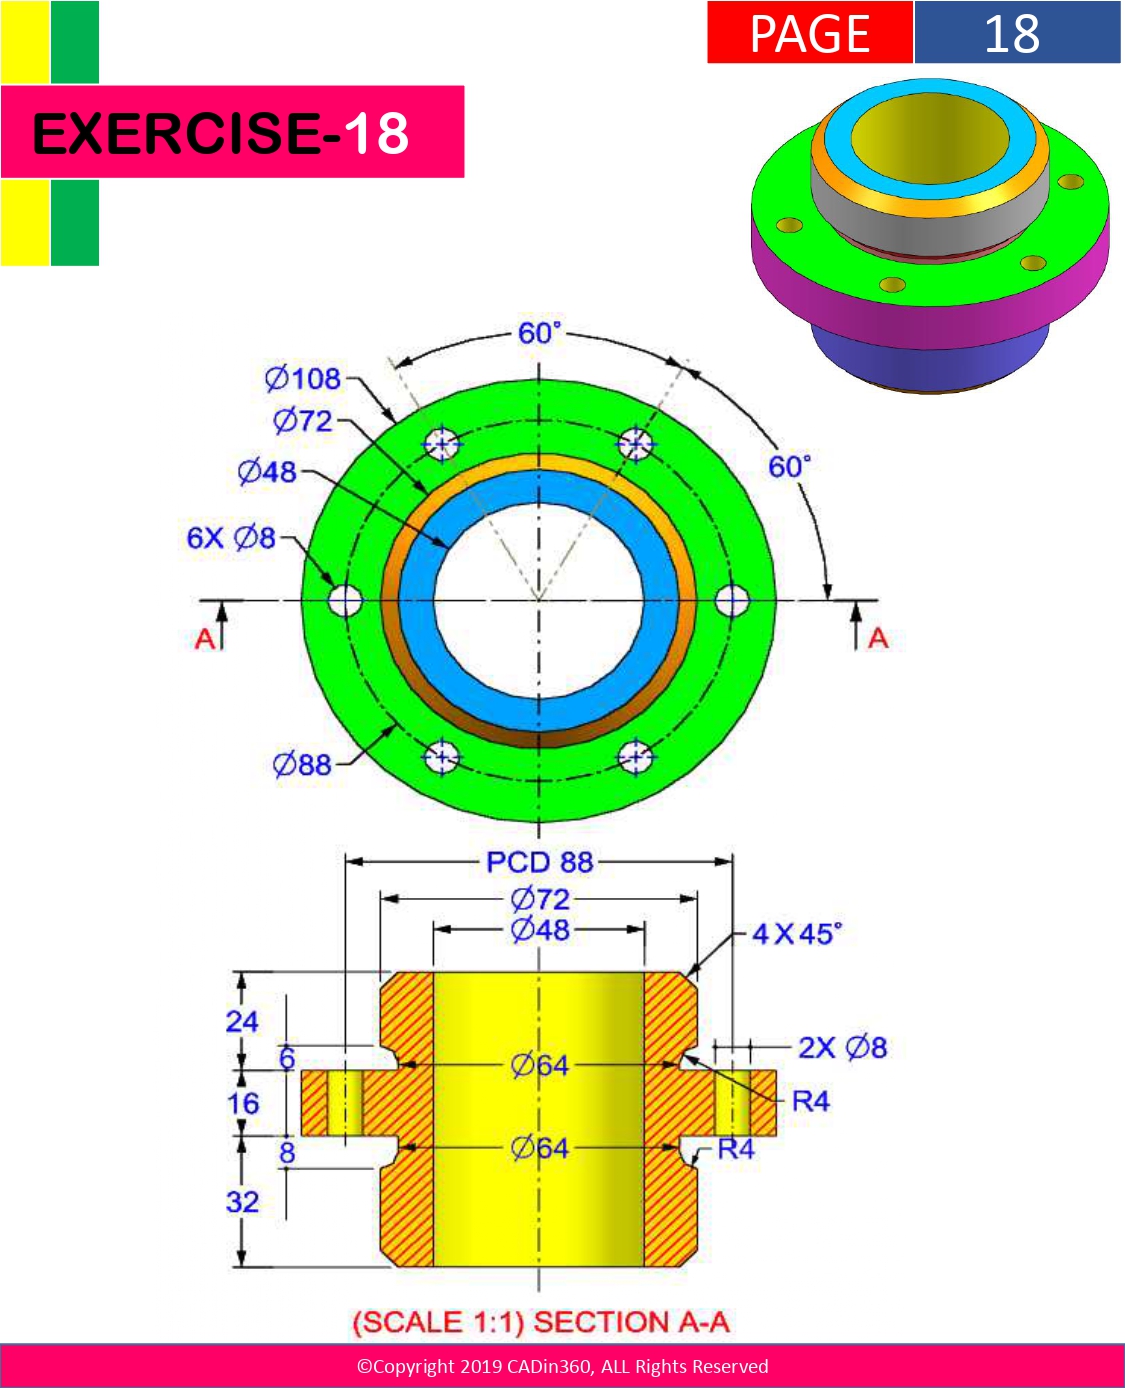 PAGE 18
EXERCISE-18
60°
Ø108
Ø72
60°
Ø48
6X Ø8
A A
Ø88
PCD 88
Ø72
Ø48
4 X 45°
24
2X Ø8
6
Ø64
16
R4
8
Ø64
R4
32
(SCALE 1:1) SECTION A-A
©Copyright 2019 CADin360, ALL Rights Reserved